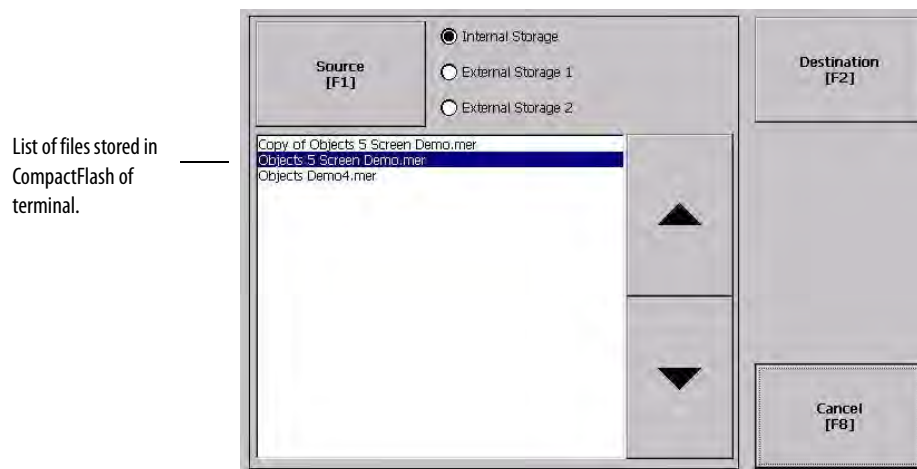 Source
[F1]
Internal Storage
External Storage 1
External Storage 2
Destination
[F2]
List of files stored in
CompactFlash of
terminal.
Copy of Objects 5 Screen Demo.mer
Objects 5 Screen Demo.mer
Objects Demo4.mer
Cancel
[F8]